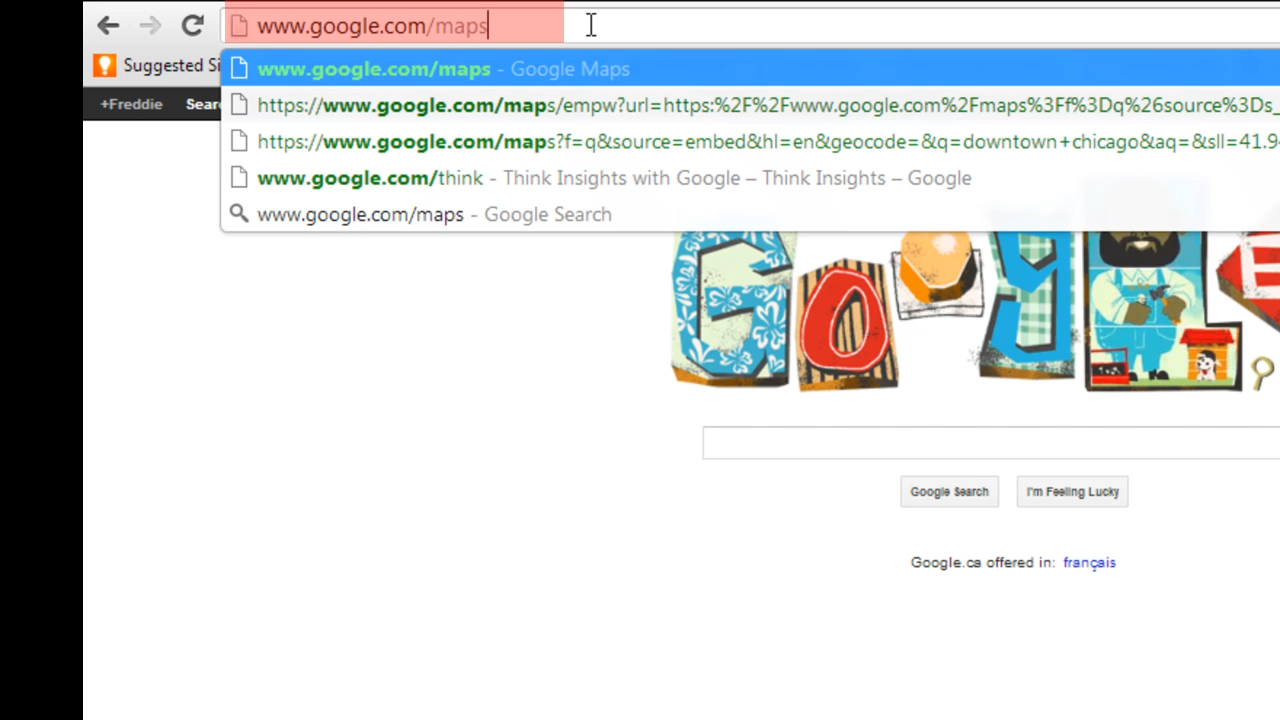 www.google.com/maps
www.google.com/maps - Google Maps
Suggested Si
https://www.google.com/maps/empw?url=https:%2F%2Fwww.google.com%2Fmaps%3Ff%3Dq%26source%3Ds_
+Freddie Sear
https://www.google.com/maps?f=q&source=embed&hl=en&geocode=&q=downtown+chicago&aq=&sll=41.9
www.google.com/think - Think Insights with Google – Think Insights – Google
www.google.com/maps - Google Search
GOOGLE
Google Search I'm Feeling Lucky
Google.ca offered in: français